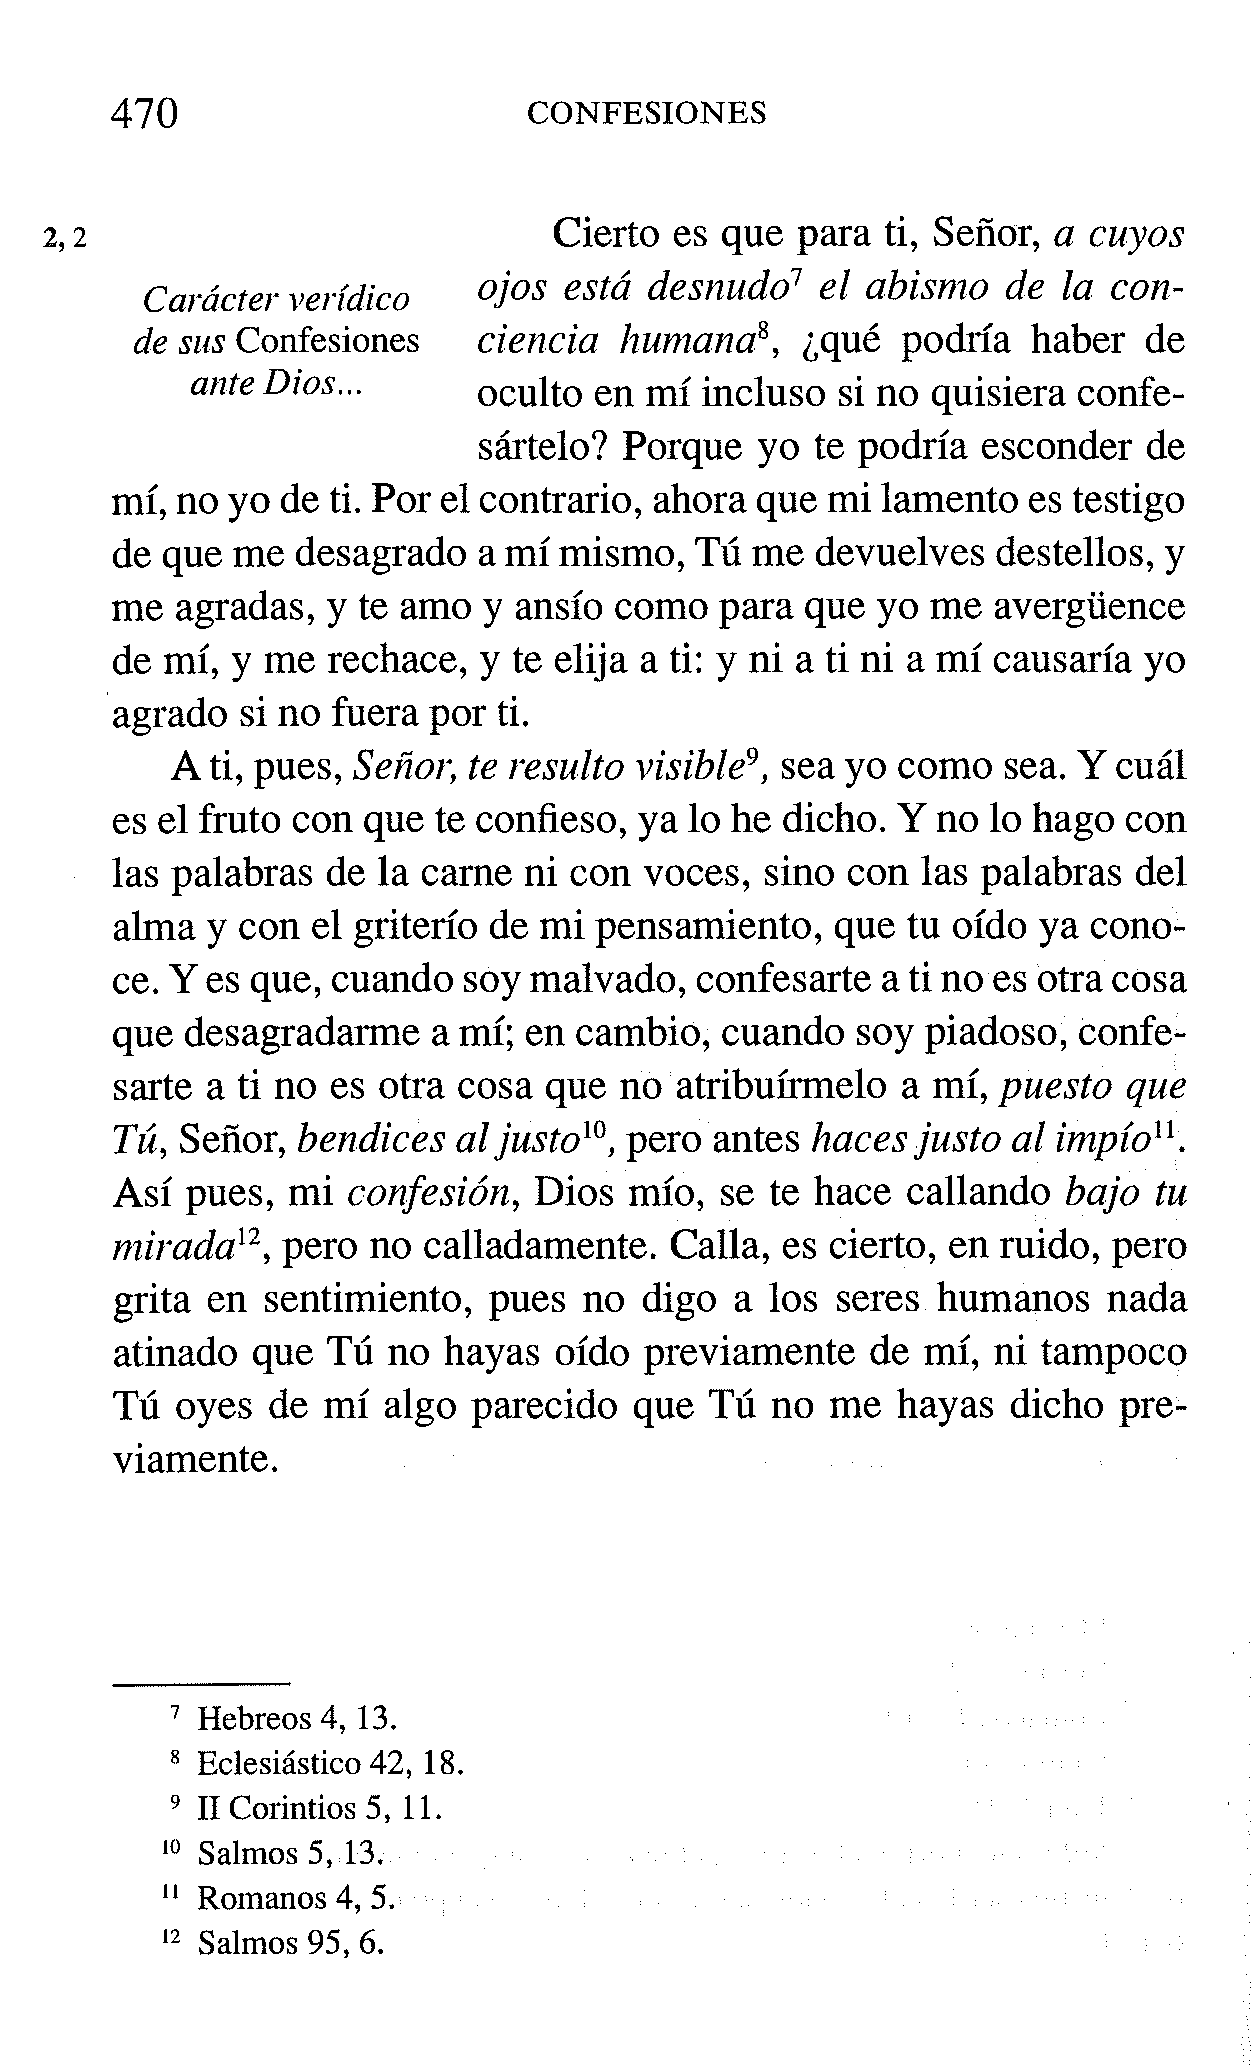 470 CONFESIONES
2, 2
Carácter verídico
de sus Confesiones
ante Dios...
Cierto es que para ti, Señor, a cuyos
ojos está desnudo⁷ el abismo de la con-
ciencia humana⁸, ¿qué podría haber de
oculto en mí incluso si no quisiera confe-
sártelo? Porque yo te podría esconder de
mí, no yo de ti. Por el contrario, ahora que mi lamento es testigo
de que me desagrado a mí mismo, Tú me devuelves destellos, y
me agradas, y te amo y ansío como para que yo me avergüence
de mí, y me rechace, y te elija a ti: y ni a ti ni a mí causaría yo
agrado si no fuera por ti.
A ti, pues, Señor, te resulto visible⁹, sea yo como sea. Y cuál
es el fruto con que te confieso, ya lo he dicho. Y no lo hago con
las palabras de la carne ni con voces, sino con las palabras del
alma y con el griterío de mi pensamiento, que tu oído ya cono-
ce. Y es que, cuando soy malvado, confesarte a ti no es otra cosa
que desagradarme a mí; en cambio, cuando soy piadoso, confe-
sarte a ti no es otra cosa que no atribuírmelo a mí, puesto que
Tú, Señor, bendices al justo¹⁰, pero antes haces justo al impío¹¹.
Así pues, mi confesión, Dios mío, se te hace callando bajo tu
mirada¹², pero no calladamente. Calla, es cierto, en ruido, pero
grita en sentimiento, pues no digo a los seres humanos nada
atinado que Tú no hayas oído previamente de mí, ni tampoco
Tú oyes de mí algo parecido que Tú no me hayas dicho pre-
viamente.
⁷ Hebreos 4, 13.
⁸ Eclesiástico 42, 18.
⁹ II Corintios 5, 11.
¹⁰ Salmos 5, 13.
¹¹ Romanos 4, 5.
¹² Salmos 95, 6.